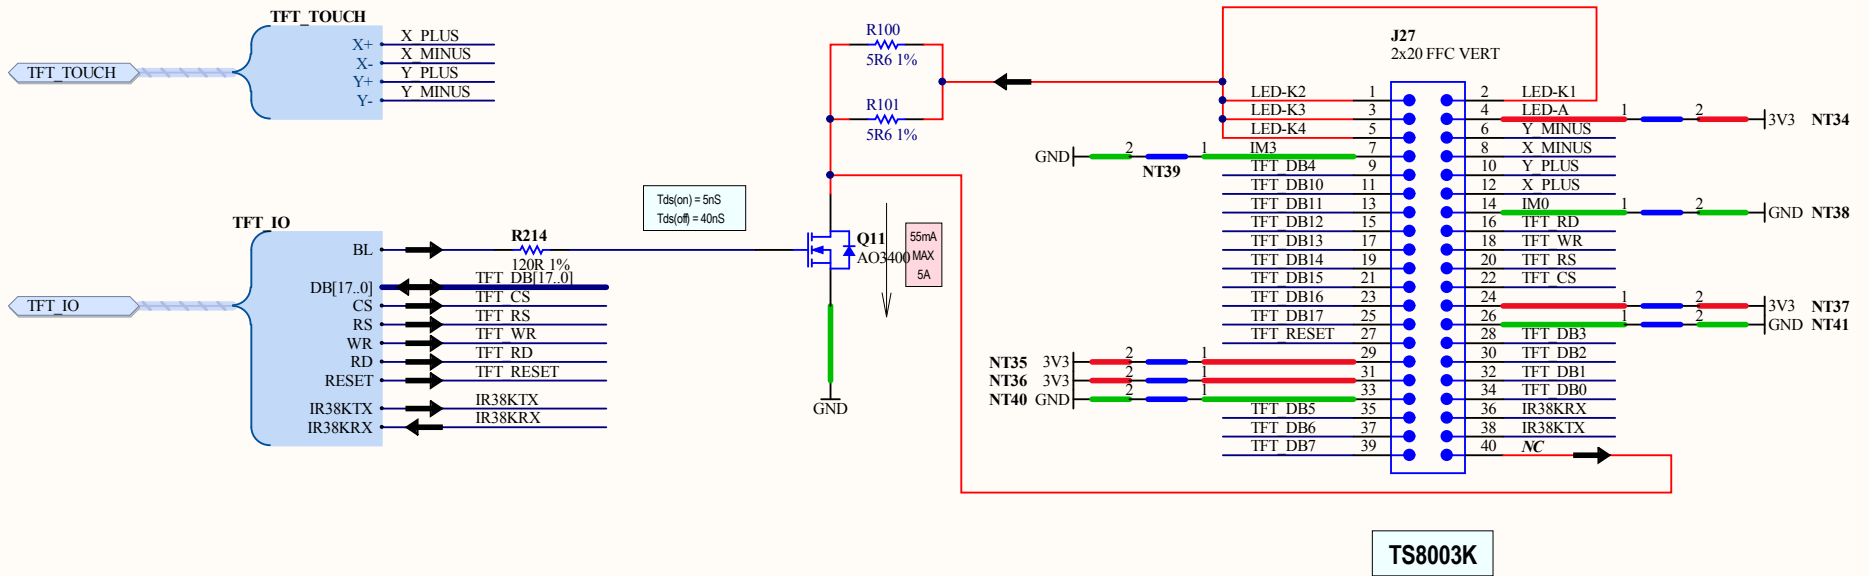 TFT_TOUCH
TFT_TOUCH
X+ X_PLUS
X- X_MINUS
Y+ Y_PLUS
Y- Y_MINUS
TFT_IO
TFT_IO
BL
R214
120R 1%
DB[17..0] TFT_DB[17..0]
CS TFT_CS
RS TFT_RS
WR TFT_WR
RD TFT_RD
RESET TFT_RESET
IR38KTX IR38KTX
IR38KRX IR38KRX
Tds(on) = 5nS
Tds(off) = 40nS
R100
5R6 1%
R101
5R6 1%
Q11
AO3400
55mA
MAX
5A
GND
J27
2x20 FFC VERT
LED-K2 1 2 LED-K1
LED-K3 3 4 LED-A 1 2 3V3 NT34
LED-K4 5 6 Y_MINUS
GND 2 NT39 1 IM3 7 8 X_MINUS
TFT_DB4 9 10 Y_PLUS
TFT_DB10 11 12 X_PLUS
TFT_DB11 13 14 IM0 1 2 GND NT38
TFT_DB12 15 16 TFT_RD
TFT_DB13 17 18 TFT_WR
TFT_DB14 19 20 TFT_RS
TFT_DB15 21 22 TFT_CS
TFT_DB16 23 24 1 2 3V3 NT37
TFT_DB17 25 26 1 2 GND NT41
TFT_RESET 27 28 TFT_DB3
NT35 3V3 2 1 29 30 TFT_DB2
NT36 3V3 2 1 31 32 TFT_DB1
NT40 GND 2 1 33 34 TFT_DB0
TFT_DB5 35 36 IR38KRX
TFT_DB6 37 38 IR38KTX
TFT_DB7 39 40 NC
TS8003K